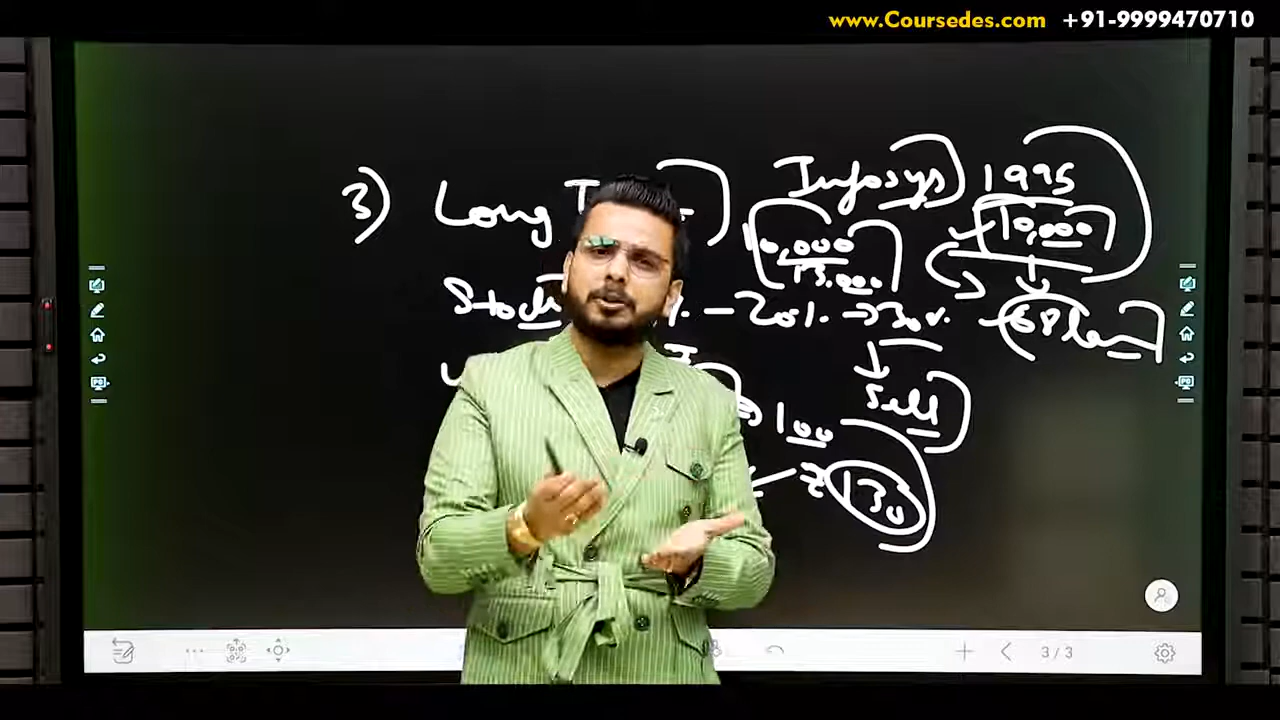 www.Coursedes.com +91-9999470710
3) Long Infosys 1995
10,000 10,000
15,000
Stock - 20% → 30%
Sell
100
130
3/3